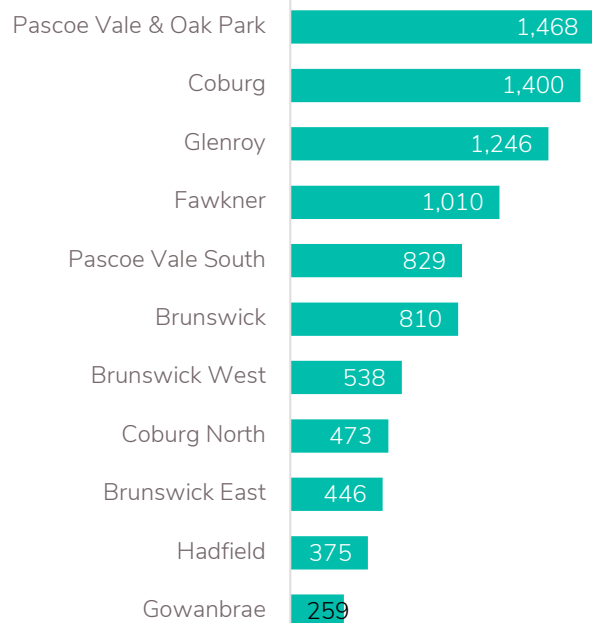 Pascoe Vale & Oak Park 1,468
Coburg 1,400
Glenroy 1,246
Fawkner 1,010
Pascoe Vale South 829
Brunswick 810
Brunswick West 538
Coburg North 473
Brunswick East 446
Hadfield 375
Gowanbrae 259